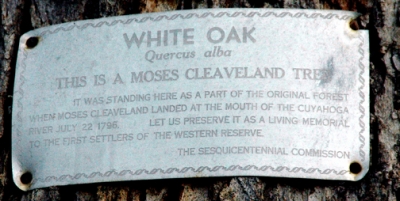 WHITE OAK
Quercus alba
THIS IS A MOSES CLEAVELAND TREE
IT WAS STANDING HERE AS A PART OF THE ORIGINAL FOREST
WHEN MOSES CLEAVELAND LANDED AT THE MOUTH OF THE CUYAHOGA
RIVER JULY 22 1796. LET US PRESERVE IT AS A LIVING MEMORIAL
TO THE FIRST SETTLERS OF THE WESTERN RESERVE.
THE SESQUICENTENNIAL COMMISSION